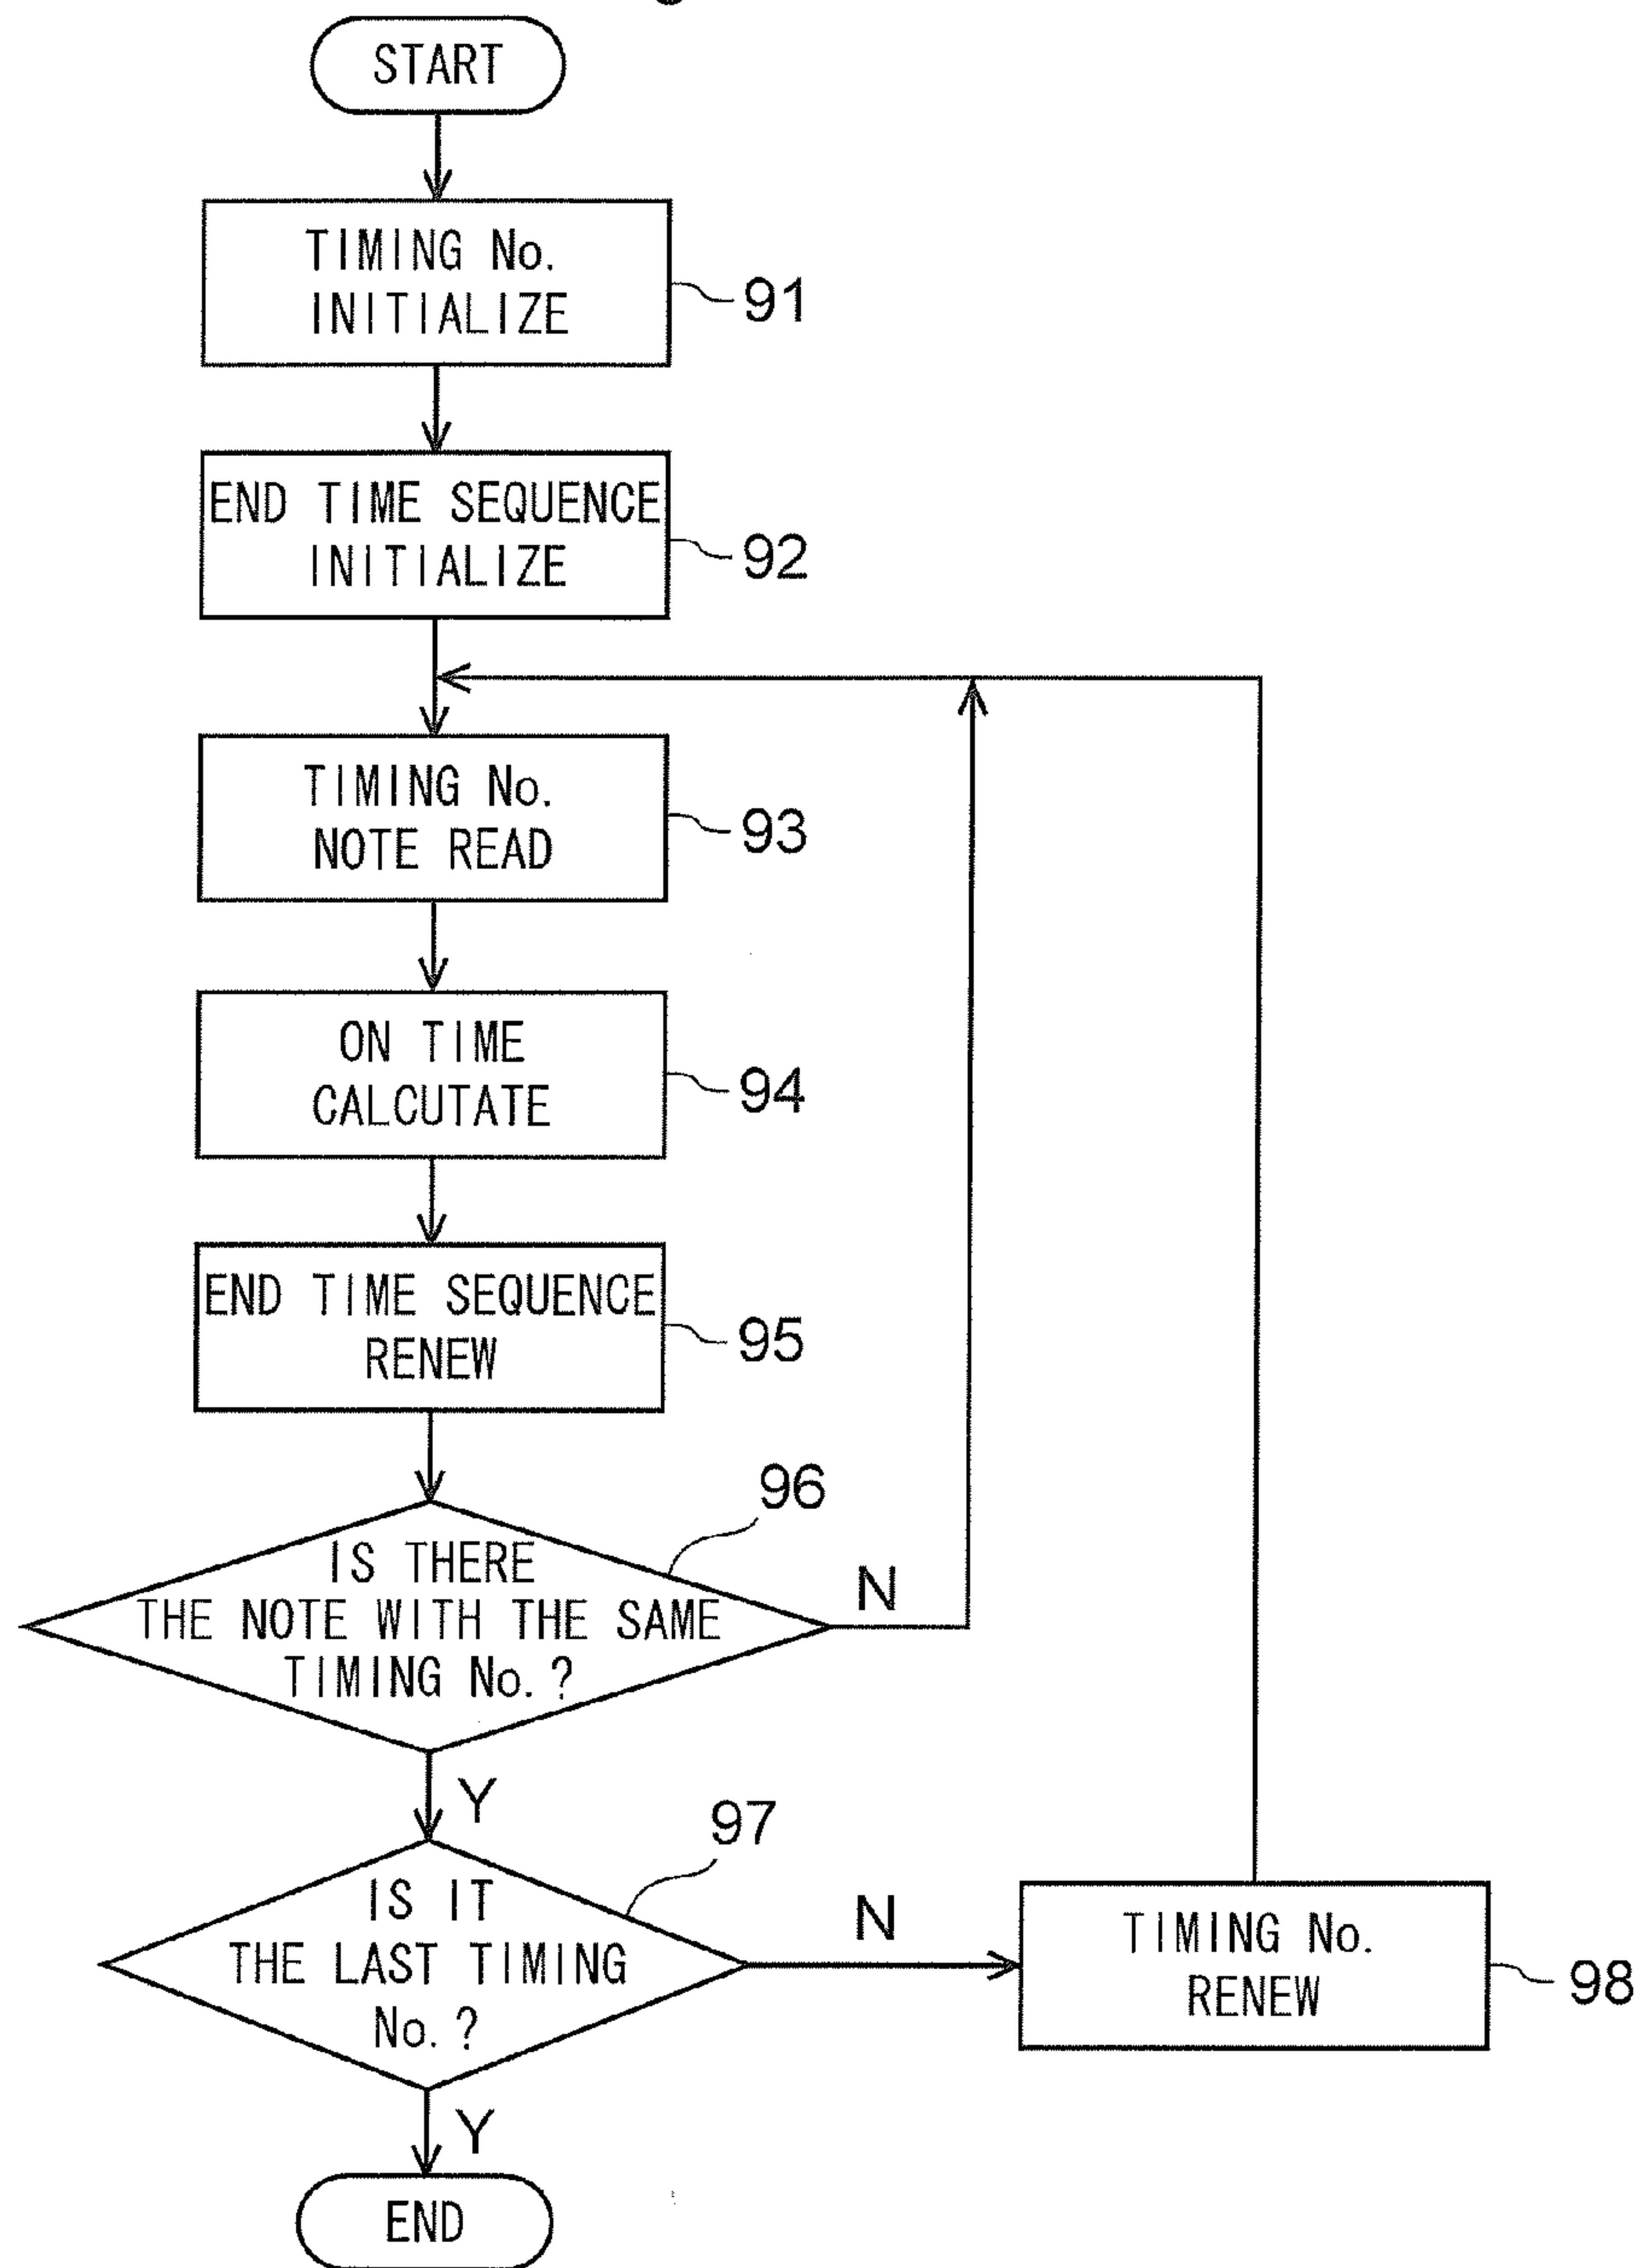 START
TIMING No.
INITIALIZE
91
END TIME SEQUENCE
INITIALIZE
92
TIMING No.
NOTE READ
93
ON TIME
CALCUTATE
94
END TIME SEQUENCE
RENEW
95
96
IS THERE
THE NOTE WITH THE SAME
TIMING No.?
N
Y
97
IS IT
THE LAST TIMING
No.?
N
TIMING No.
RENEW
98
Y
END